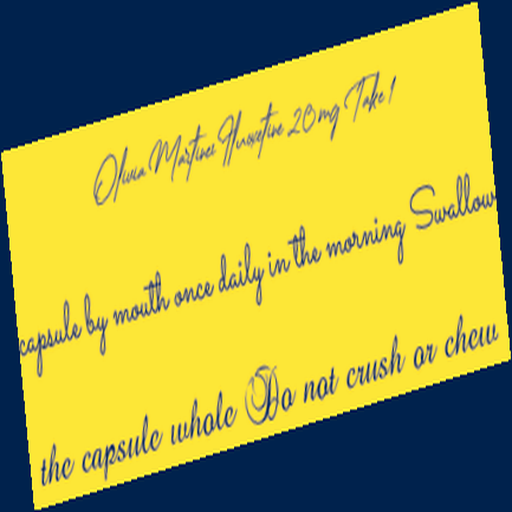 Olivia Martinez Fluoxetine 20mg Take 1
capsule by mouth once daily in the morning Swallow
the capsule whole Do not crush or chew